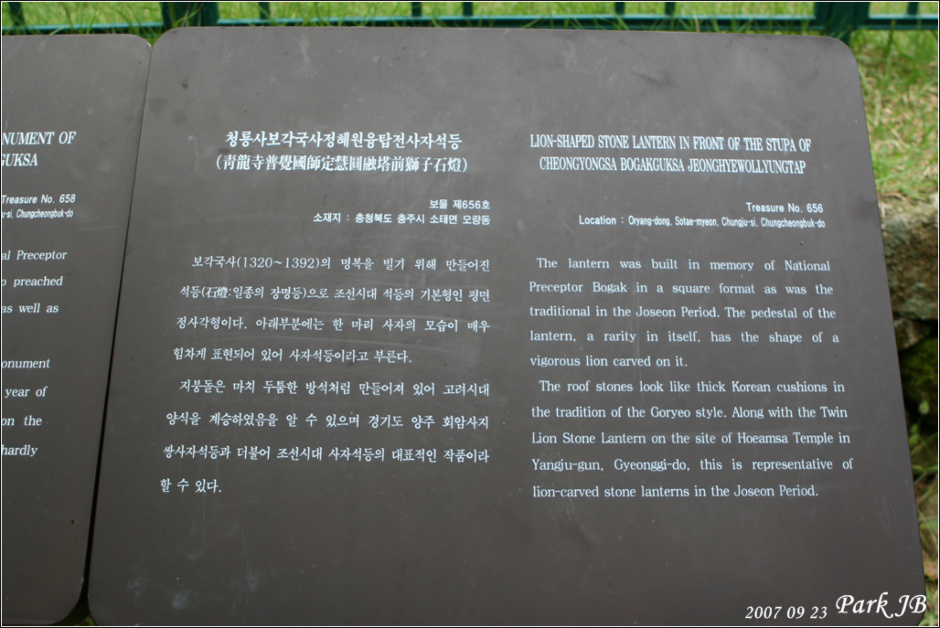 NUMENT OF
GUKSA
Treasure No. 658
u-si, Chungcheongbuk-do
al Preceptor
o preached
as well as
onument
year of
on the
hardly
청룡사보각국사정혜원융탑전사자석등
(靑龍寺普覺國師定慧圓融塔前獅子石燈)
보물 제656호
소재지 : 충청북도 충주시 소태면 오량동
보각국사(1320~1392)의 명복을 빌기 위해 만들어진
석등(石燈:일종의 장명등)으로 조선시대 석등의 기본형인 평면
정사각형이다. 아래부분에는 한 마리 사자의 모습이 매우
힘차게 표현되어 있어 사자석등이라고 부른다.
지붕돌은 마치 두툼한 방석처럼 만들어져 있어 고려시대
양식을 계승하였음을 알 수 있으며 경기도 양주 회암사지
쌍사자석등과 더불어 조선시대 사자석등의 대표적인 작품이라
할 수 있다.
LION-SHAPED STONE LANTERN IN FRONT OF THE STUPA OF
CHEONGYONGSA BOGAKGUKSA JEONGHYEWOLLYUNGTAP
Treasure No. 656
Location : Oryang-dong, Sotae-myeon, Chungju-si, Chungcheongbuk-do
The lantern was built in memory of National
Preceptor Bogak in a square format as was the
traditional in the Joseon Period. The pedestal of the
lantern, a rarity in itself, has the shape of a
vigorous lion carved on it.
The roof stones look like thick Korean cushions in
the tradition of the Goryeo style. Along with the Twin
Lion Stone Lantern on the site of Hoeamsa Temple in
Yangju-gun, Gyeonggi-do, this is representative of
lion-carved stone lanterns in the Joseon Period.
2007 09 23 Park JB